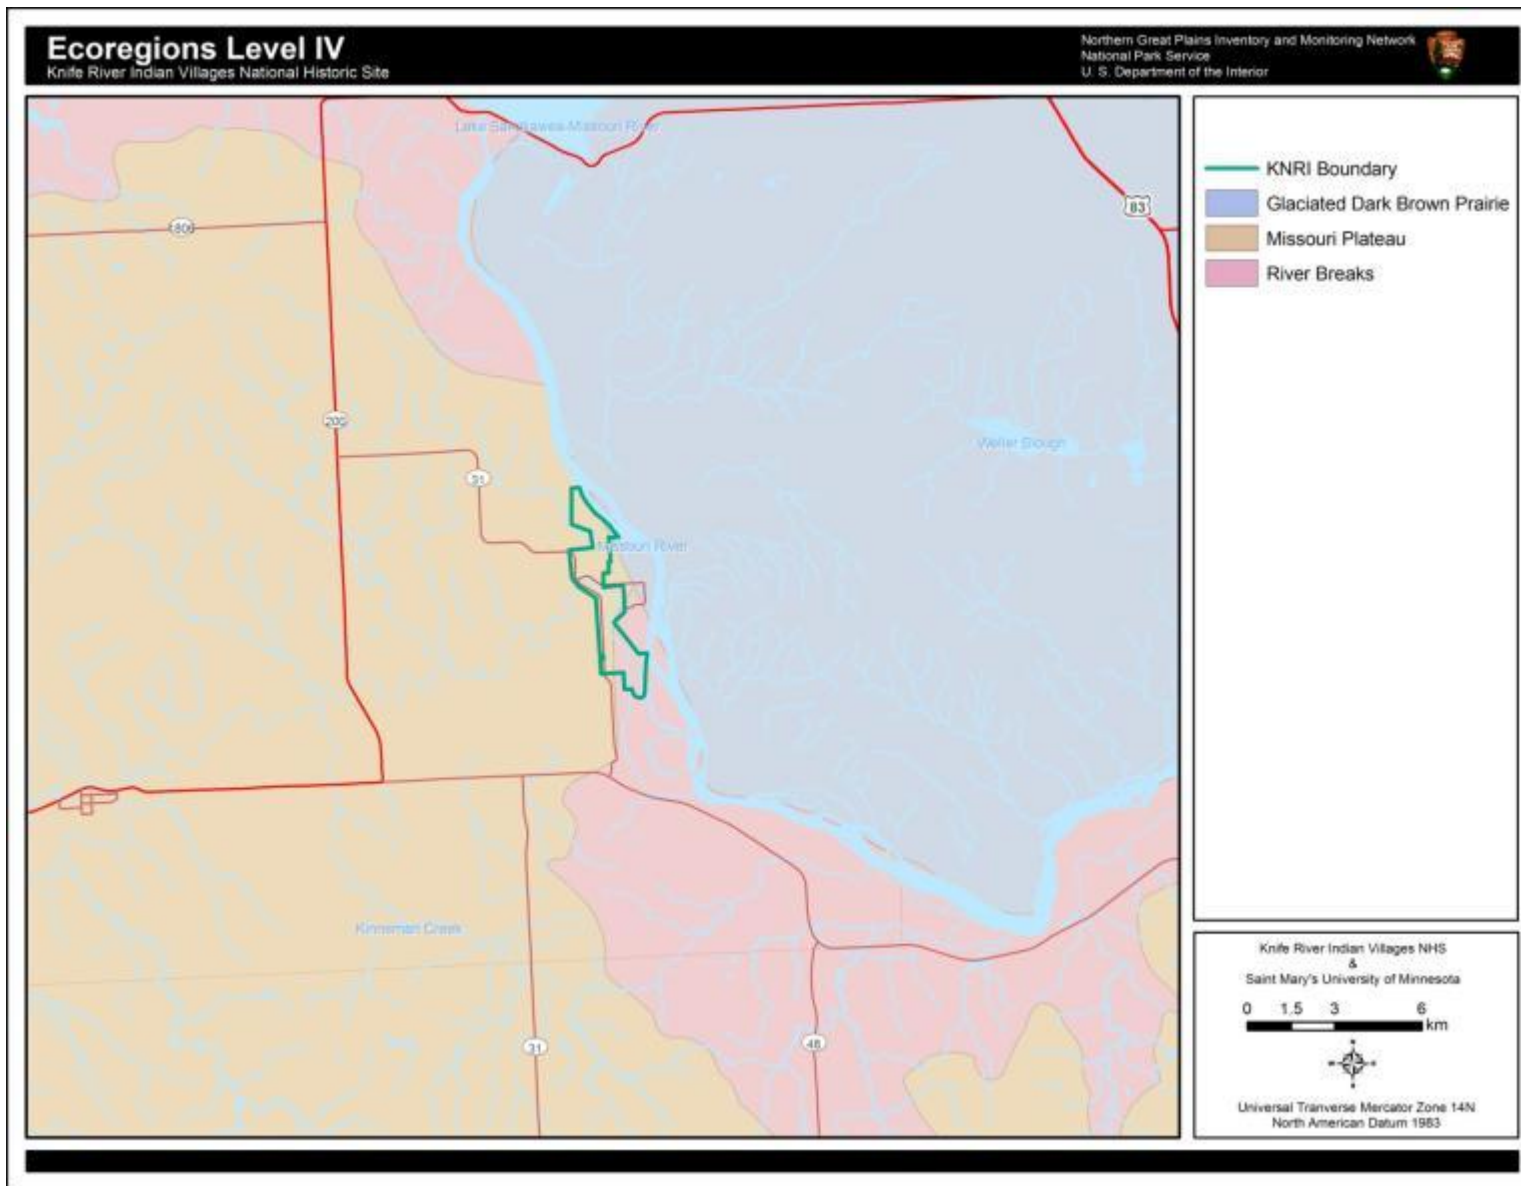 Ecoregions Level IV
Knife River Indian Villages National Historic Site
Northern Great Plains Inventory and Monitoring Network
National Park Service
U. S. Department of the Interior
KNRI Boundary
Glaciated Dark Brown Prairie
Missouri Plateau
River Breaks
83
200
31
Weller Slough
Missouri River
Kinneman Creek
31
48
Knife River Indian Villages NHS
&
Saint Mary's University of Minnesota
0 1.5 3 6
km
Universal Tranverse Mercator Zone 14N
North American Datum 1983